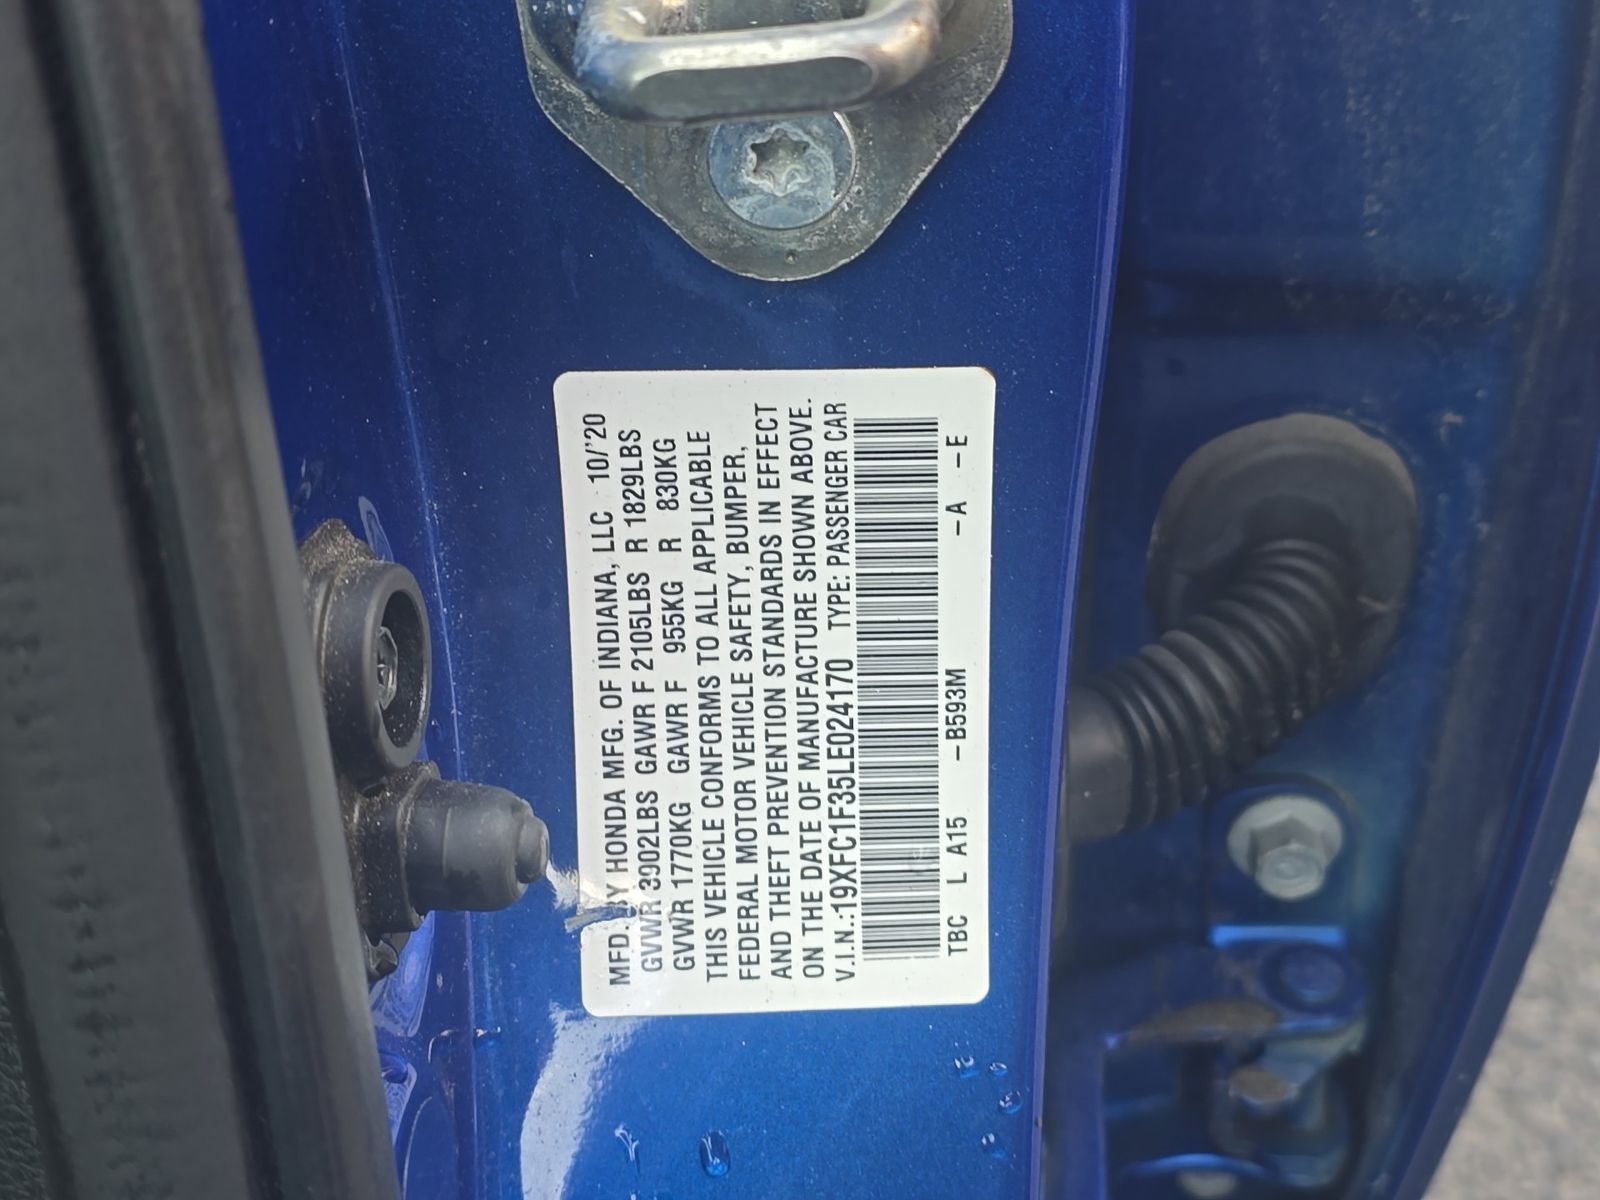 MFD. BY HONDA MFG. OF INDIANA, LLC 10/'20
GVWR 3902LBS GAWR F 2105LBS R 1829LBS
GVWR 1770KG GAWR F 955KG R 830KG
THIS VEHICLE CONFORMS TO ALL APPLICABLE
FEDERAL MOTOR VEHICLE SAFETY, BUMPER,
AND THEFT PREVENTION STANDARDS IN EFFECT
ON THE DATE OF MANUFACTURE SHOWN ABOVE.
V.I.N.:19XFC1F35LE024170 TYPE: PASSENGER CAR
TBC L A15 -B593M -A -E